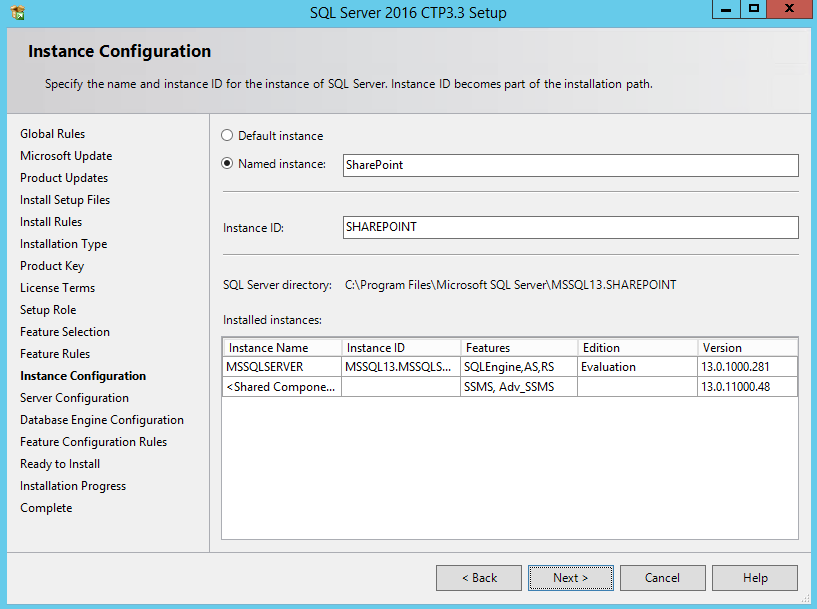 SQL Server 2016 CTP3.3 Setup
Instance Configuration
Specify the name and instance ID for the instance of SQL Server. Instance ID becomes part of the installation path.
Global Rules
Microsoft Update
Product Updates
Install Setup Files
Install Rules
Installation Type
Product Key
License Terms
Setup Role
Feature Selection
Feature Rules
Instance Configuration
Server Configuration
Database Engine Configuration
Feature Configuration Rules
Ready to Install
Installation Progress
Complete
Default instance
Named instance: SharePoint
Instance ID: SHAREPOINT
SQL Server directory: C:\Program Files\Microsoft SQL Server\MSSQL13.SHAREPOINT
Installed instances:
Instance Name Instance ID Features Edition Version
MSSQLSERVER MSSQL13.MSSQLS... SQLEngine,AS,RS Evaluation 13.0.1000.281
<Shared Compone... SSMS, Adv_SSMS 13.0.11000.48
< Back Next > Cancel Help